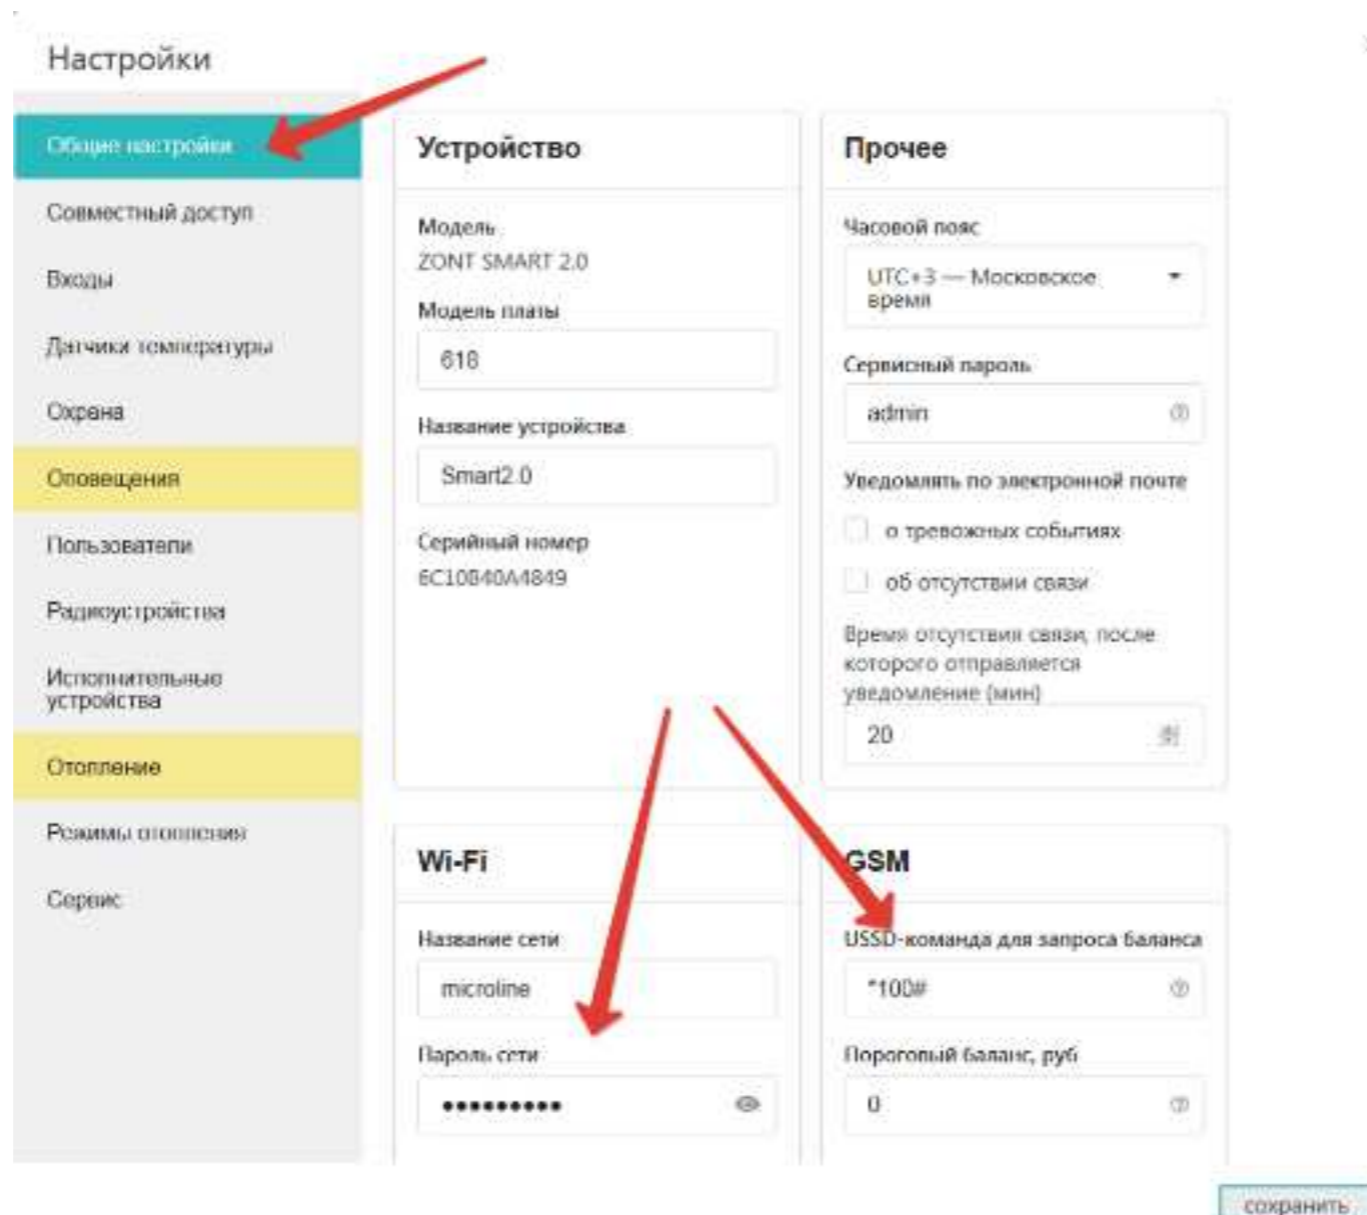 Настройки
Общие настройки
Совместный доступ
Входы
Датчики температуры
Охрана
Оповещения
Пользователи
Радиоустройства
Исполнительные
устройства
Отопление
Режимы отопления
Сервис
Устройство
Модель
ZONT SMART 2.0
Модель платы
618
Название устройства
Smart2.0
Серийный номер
6C10B40A4849
Прочее
Часовой пояс
UTC+3 — Московское
время
Сервисный пароль
admin
Уведомлять по электронной почте
о тревожных событиях
об отсутствии связи
Время отсутствия связи, после
которого отправляется
уведомление (мин)
20
Wi-Fi
Название сети
microline
Пароль сети
•••••••••
GSM
USSD-команда для запроса баланса
*100#
Пороговый баланс, руб
0
сохранить